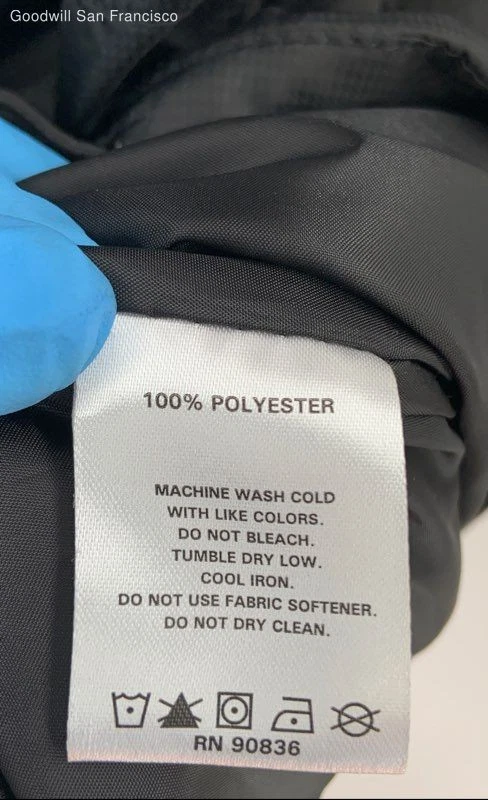 Goodwill San Francisco
100% POLYESTER
MACHINE WASH COLD
WITH LIKE COLORS.
DO NOT BLEACH.
TUMBLE DRY LOW.
COOL IRON.
DO NOT USE FABRIC SOFTENER.
DO NOT DRY CLEAN.
RN 90836